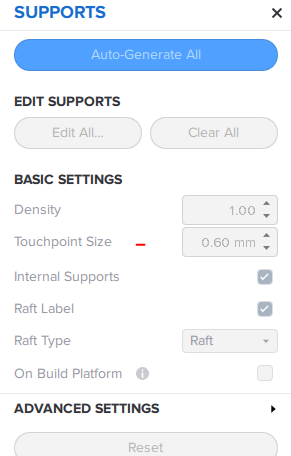 SUPPORTS ×
Auto-Generate All
EDIT SUPPORTS
Edit All... Clear All
BASIC SETTINGS
Density 1.00
Touchpoint Size 0.60 mm
Internal Supports
Raft Label
Raft Type Raft
On Build Platform
ADVANCED SETTINGS
Reset